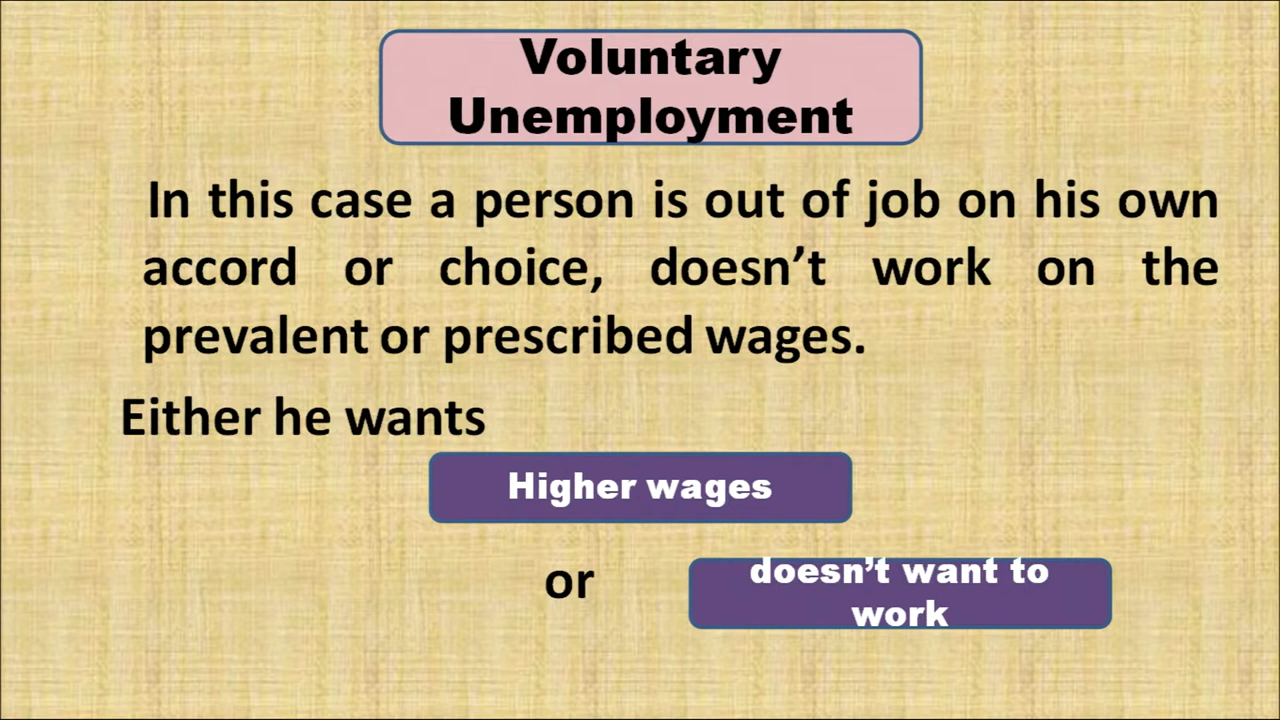 Voluntary
Unemployment
In this case a person is out of job on his own
accord or choice, doesn’t work on the
prevalent or prescribed wages.
Either he wants
Higher wages
or
doesn’t want to
work